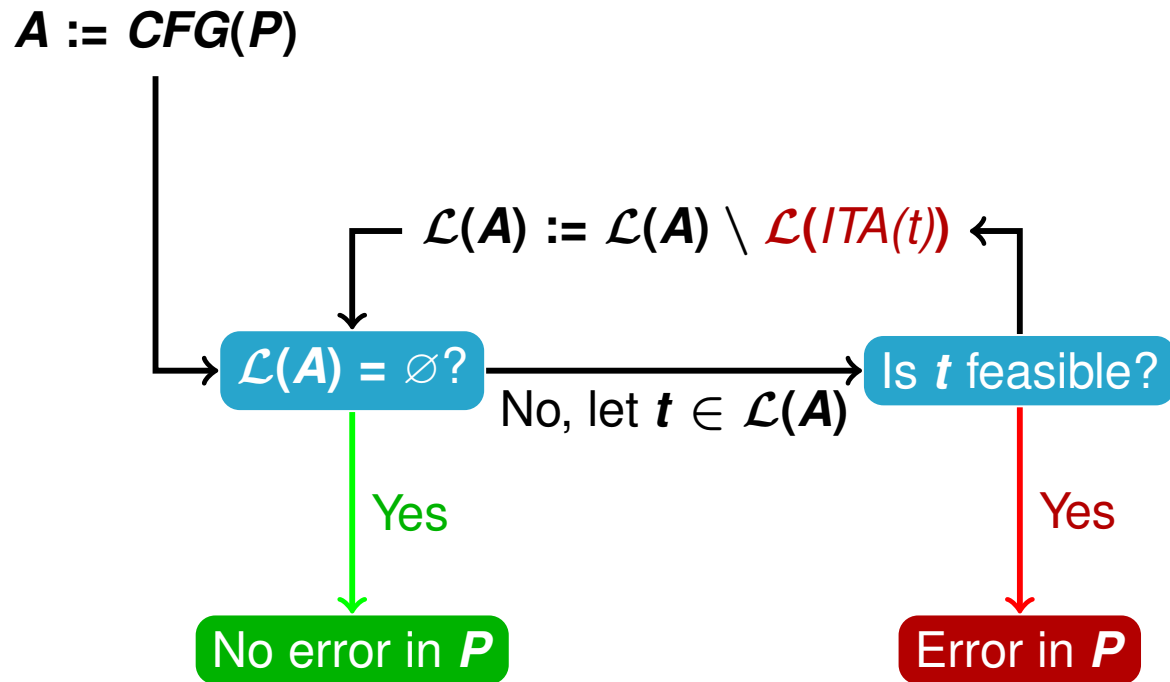 A := CFG(P)
ℒ(A) := ℒ(A) \ ℒ(ITA(t))
ℒ(A) = ∅?
No, let t ∈ ℒ(A)
Is t feasible?
Yes
Yes
No error in P
Error in P